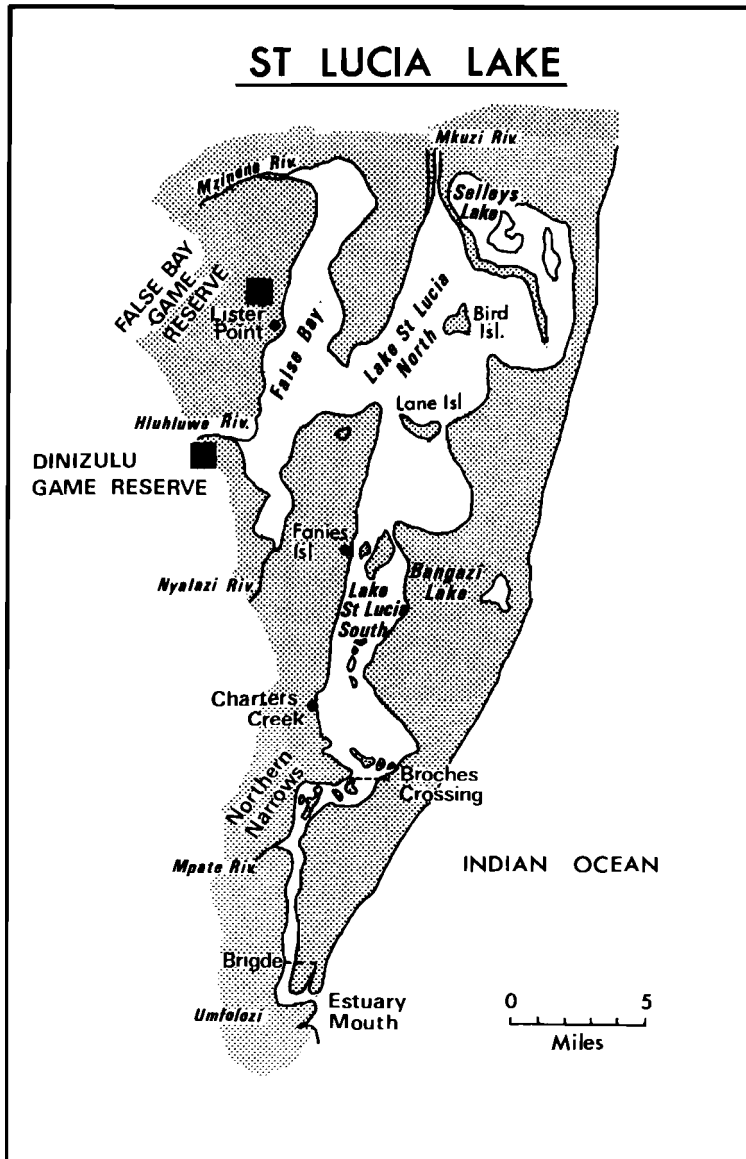 ST LUCIA LAKE
Mkuzi Riv.
Mzinene Riv.
Selleys
Lake
FALSE BAY
GAME
RESERVE
Lister
Point
False Bay
Lake St Lucia
North
Bird
Isl.
Lane Isl
Hluhluwe Riv.
DINIZULU
GAME RESERVE
Fanies
Isl
Nyalazi Riv.
Lake
St Lucia
South
Bangazi
Lake
Charters
Creek
Northern
Narrows
Broches
Crossing
Mpate Riv.
INDIAN OCEAN
Brigde
Umfolozi
Estuary
Mouth
0 5
Miles